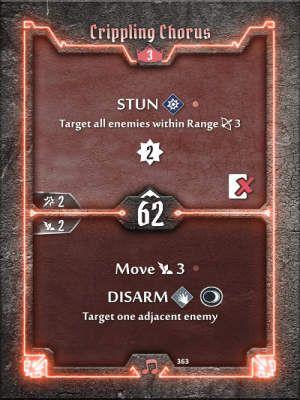 Crippling Chorus
3
STUN
Target all enemies within Range 3
2
2
62
2
Move 3
DISARM
Target one adjacent enemy
363